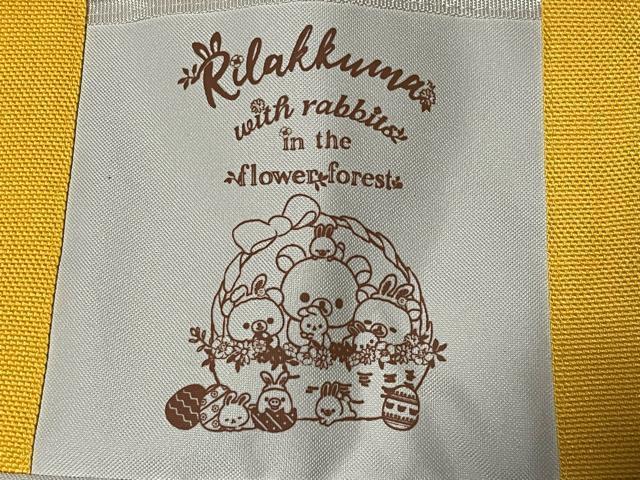 Rilakkuma
with rabbits
in the
flower forest